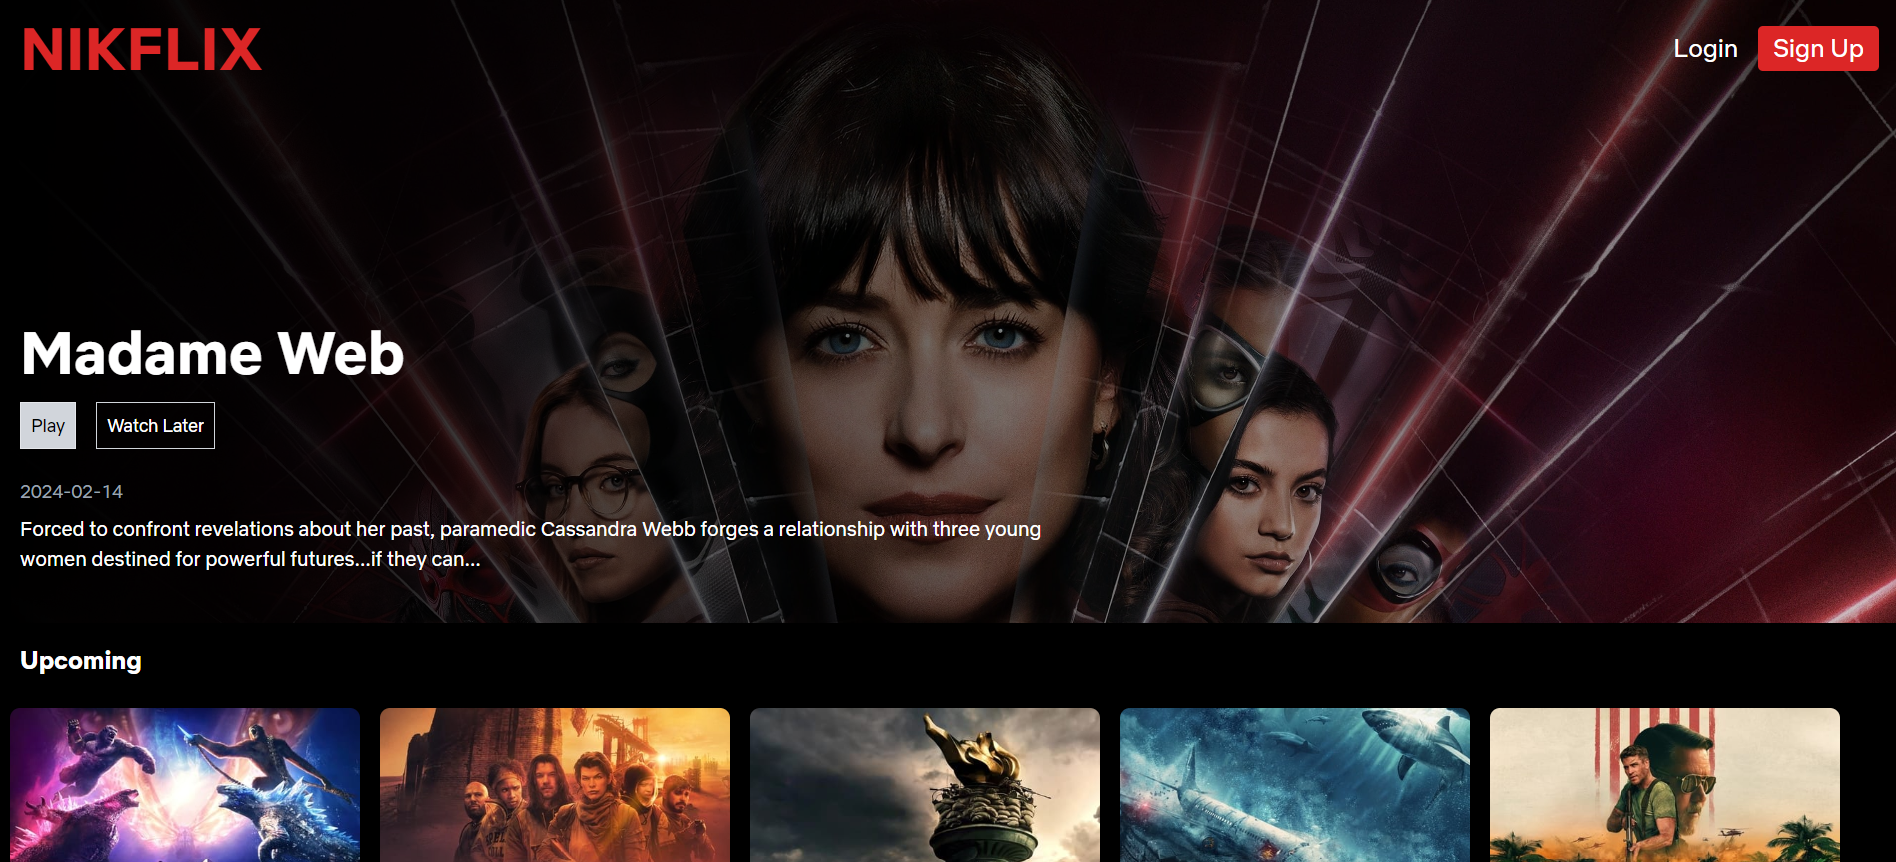 NIKFLIX
Login
Sign Up
Madame Web
Play
Watch Later
2024-02-14
Forced to confront revelations about her past, paramedic Cassandra Webb forges a relationship with three young
women destined for powerful futures...if they can...
Upcoming